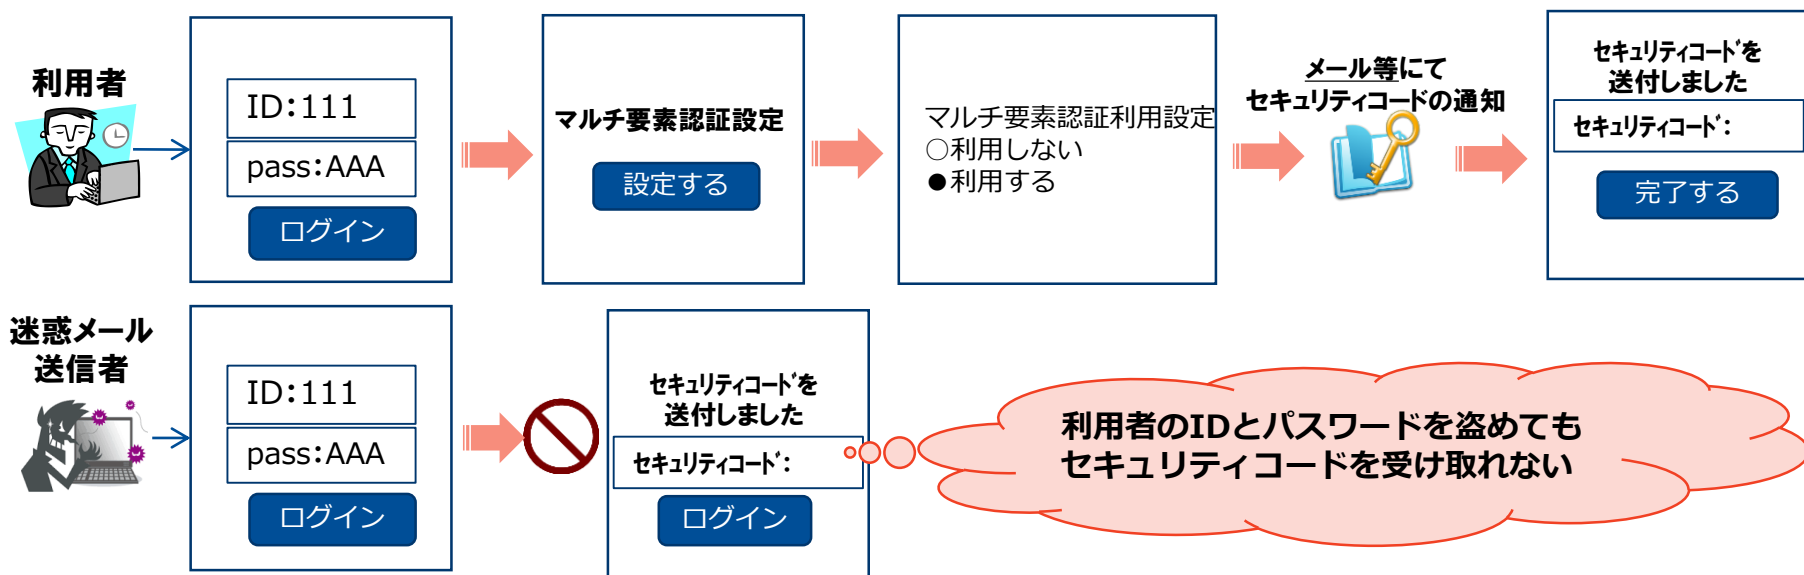 利用者
ID:111
pass:AAA
ログイン
マルチ要素認証設定
設定する
マルチ要素認証利用設定
○利用しない
●利用する
メール等にて
セキュリティコードの通知
セキュリティコードを
送付しました
セキュリティコード:
完了する
迷惑メール
送信者
ID:111
pass:AAA
ログイン
セキュリティコードを
送付しました
セキュリティコード:
ログイン
利用者のIDとパスワードを盗めても
セキュリティコードを受け取れない